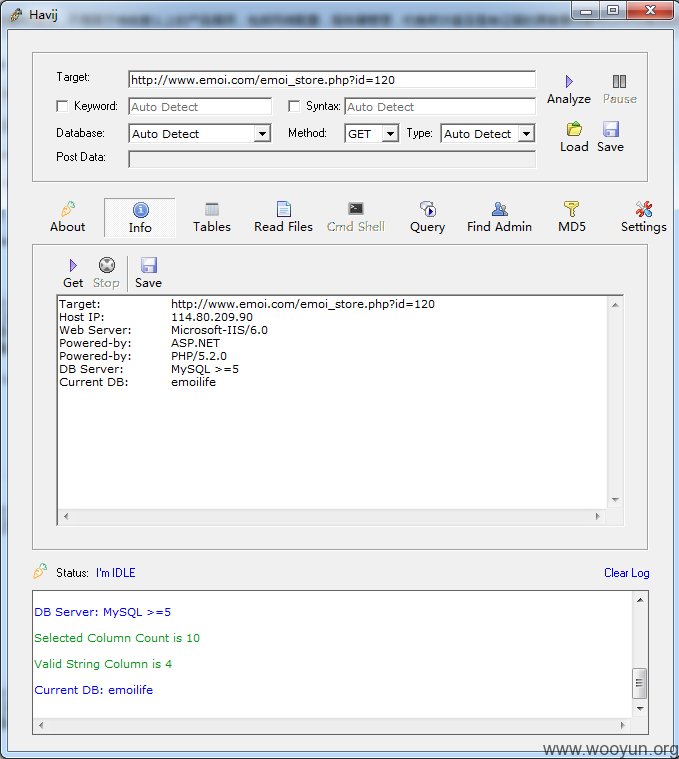 Havij
Target: http://www.emoi.com/emoi_store.php?id=120
Analyze Pause
Keyword: Auto Detect Syntax: Auto Detect
Database: Auto Detect Method: GET Type: Auto Detect
Load Save
Post Data:
About Info Tables Read Files Cmd Shell Query Find Admin MD5 Settings
Get Stop Save
Target: http://www.emoi.com/emoi_store.php?id=120
Host IP: 114.80.209.90
Web Server: Microsoft-IIS/6.0
Powered-by: ASP.NET
Powered-by: PHP/5.2.0
DB Server: MySQL >=5
Current DB: emoilife
Status: I'm IDLE Clear Log
DB Server: MySQL >=5
Selected Column Count is 10
Valid String Column is 4
Current DB: emoilife
www.wooyun.org